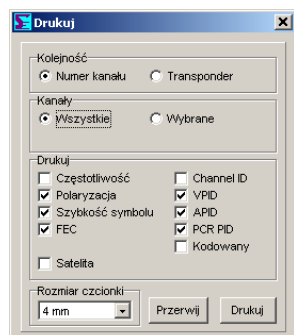 Drukuj
Kolejność
Numer kanału Transponder
Kanały
Wszystkie Wybrane
Drukuj
Częstotliwość Channel ID
Polaryzacja VPID
Szybkość symbolu APID
FEC PCR PID
Kodowany
Satelita
Rozmiar czcionki
4 mm Przerwij Drukuj